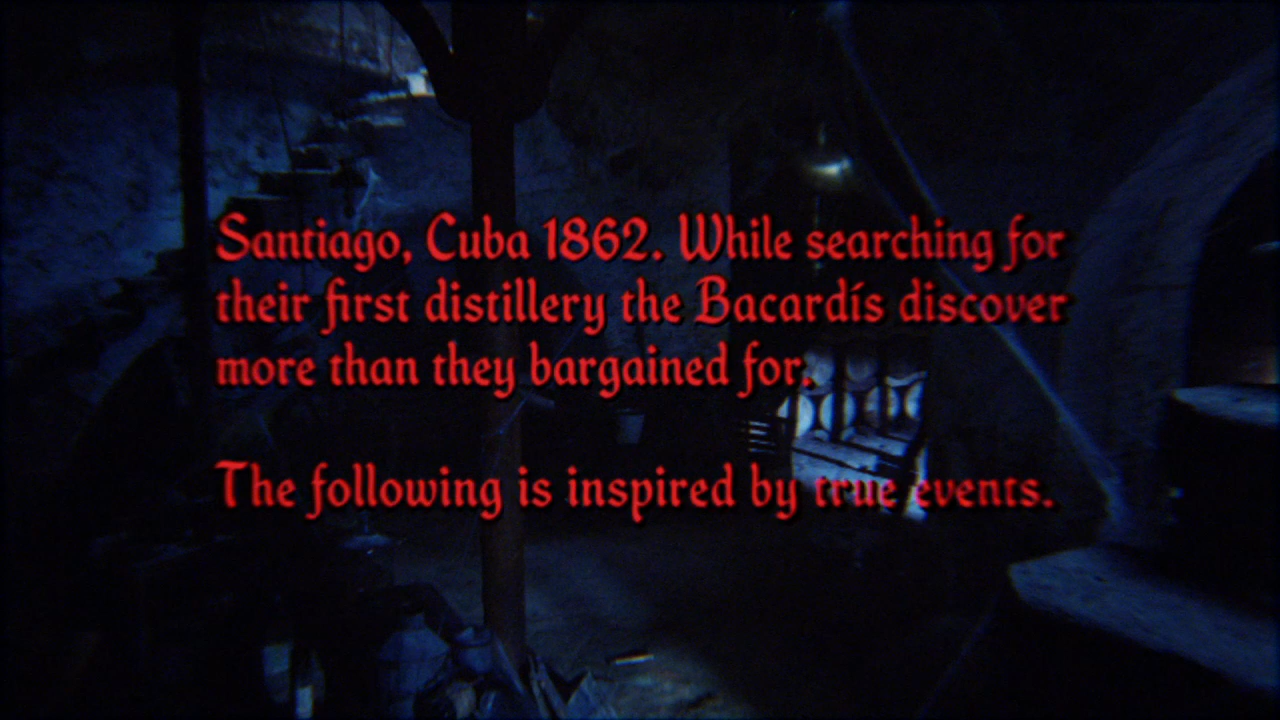 Santiago, Cuba 1862. While searching for
their first distillery the Bacardís discover
more than they bargained for.
The following is inspired by true events.